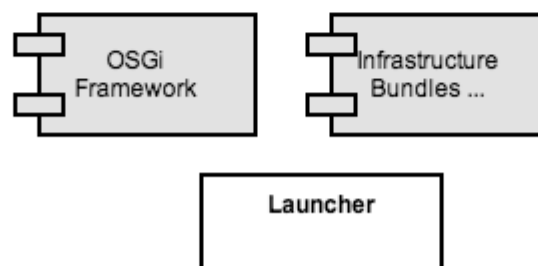 OSGi
Framework
Infrastructure
Bundles ...
Launcher